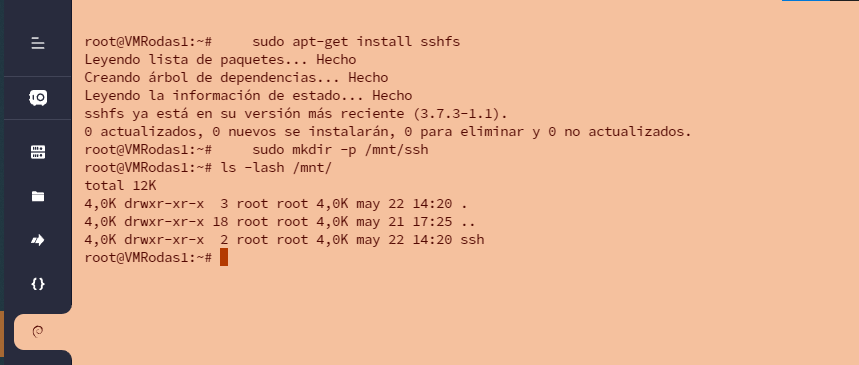 root@VMRodas1:~#     sudo apt-get install sshfs
Leyendo lista de paquetes... Hecho
Creando árbol de dependencias... Hecho
Leyendo la información de estado... Hecho
sshfs ya está en su versión más reciente (3.7.3-1.1).
0 actualizados, 0 nuevos se instalarán, 0 para eliminar y 0 no actualizados.
root@VMRodas1:~#     sudo mkdir -p /mnt/ssh
root@VMRodas1:~# ls -lash /mnt/
total 12K
4,0K drwxr-xr-x  3 root root 4,0K may 22 14:20 .
4,0K drwxr-xr-x 18 root root 4,0K may 21 17:25 ..
4,0K drwxr-xr-x  2 root root 4,0K may 22 14:20 ssh
root@VMRodas1:~#